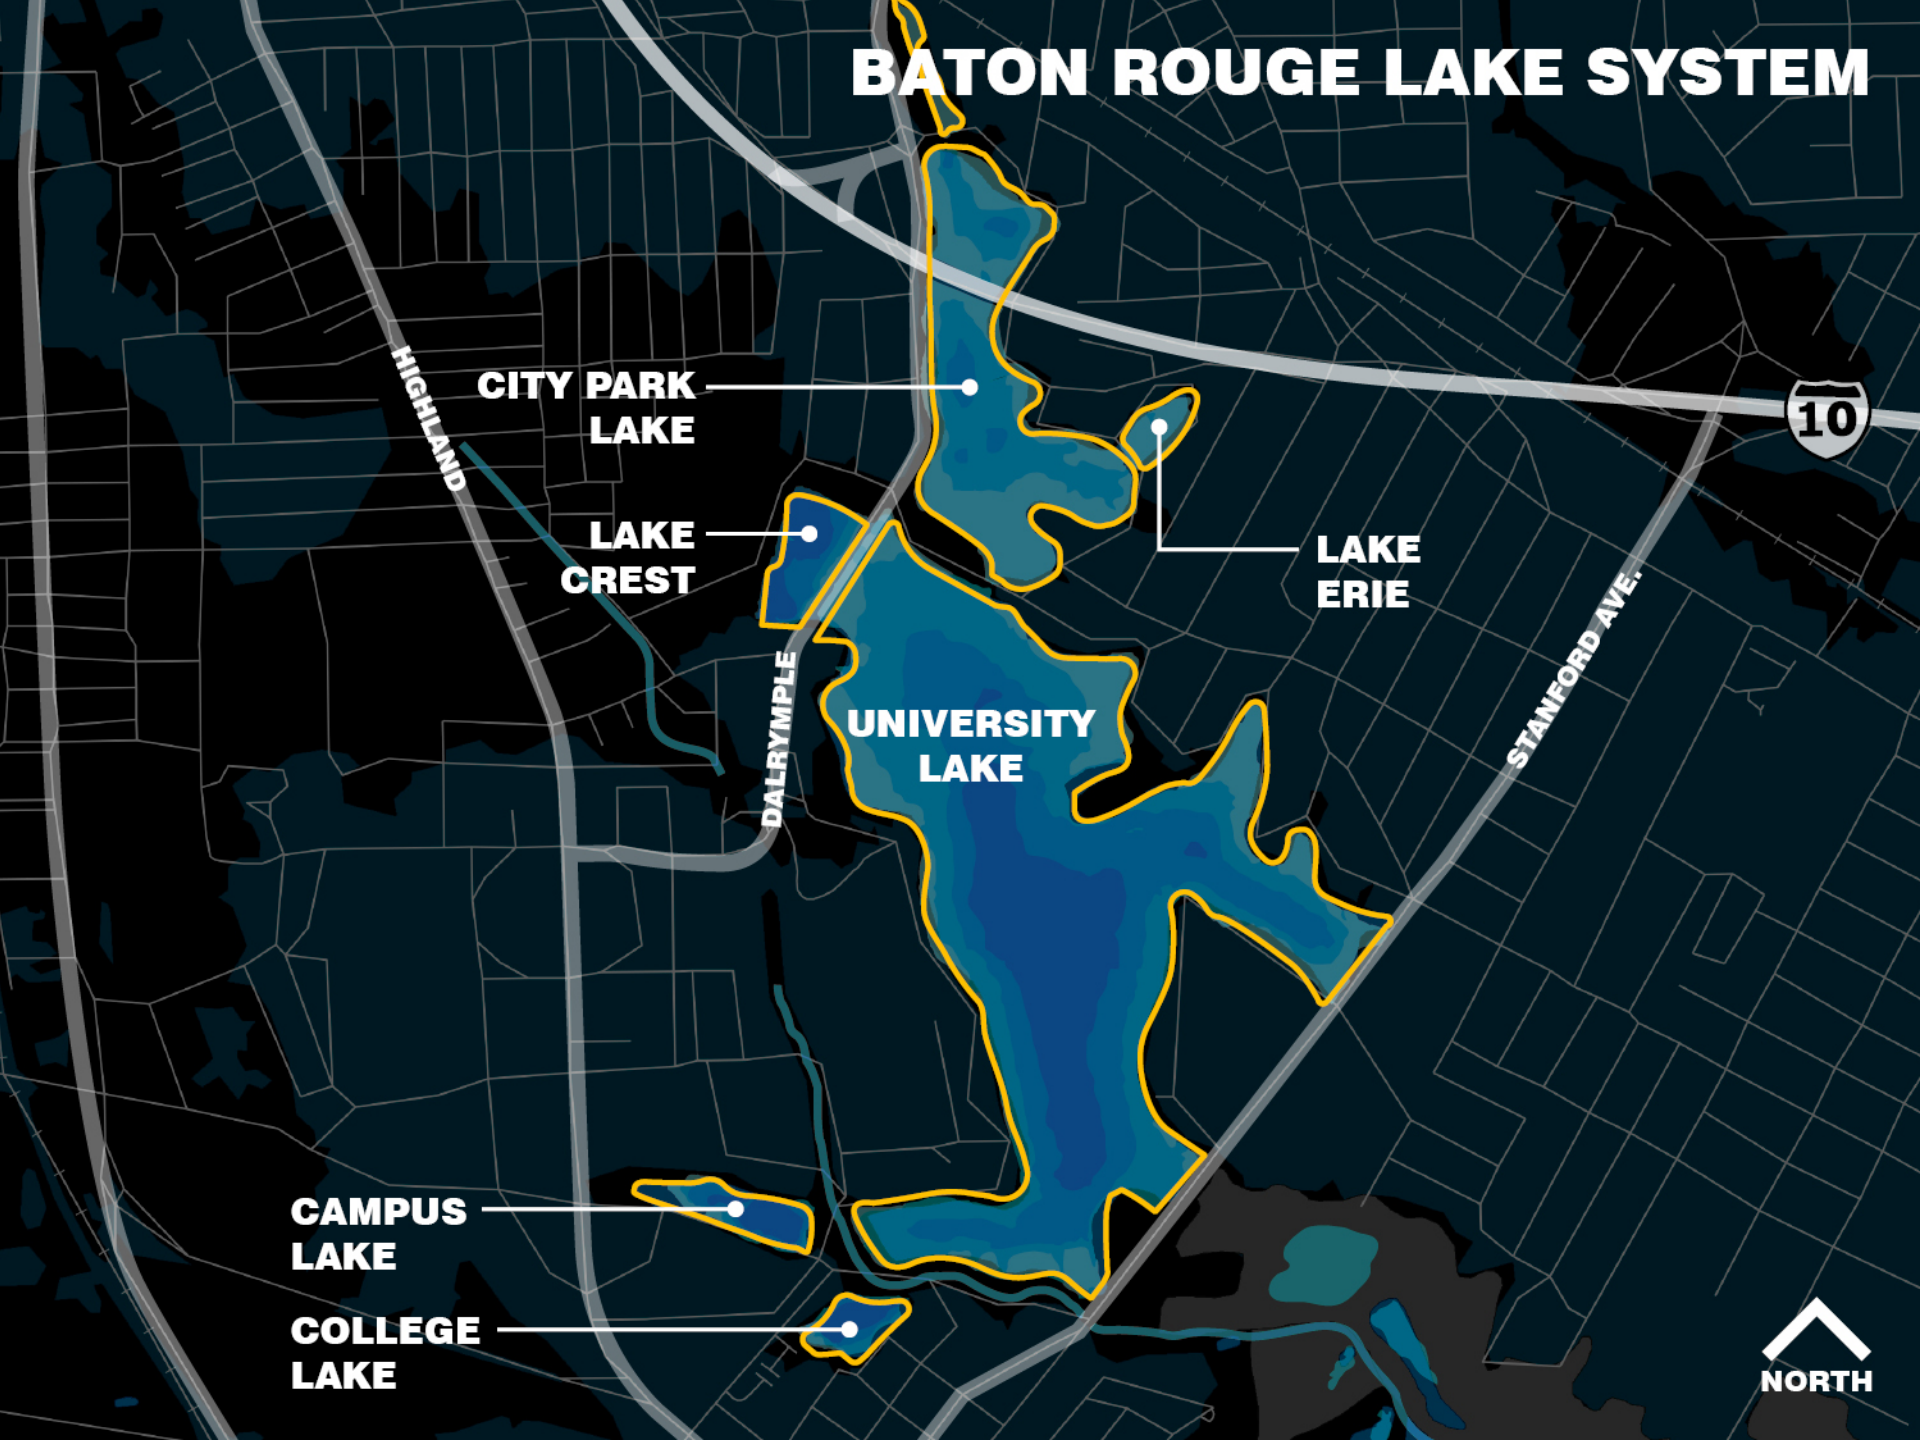 BATON ROUGE LAKE SYSTEM
HIGHLAND
CITY PARK
LAKE
10
LAKE
CREST
LAKE
ERIE
STANFORD AVE.
DALRYMPLE
UNIVERSITY
LAKE
CAMPUS
LAKE
COLLEGE
LAKE
NORTH